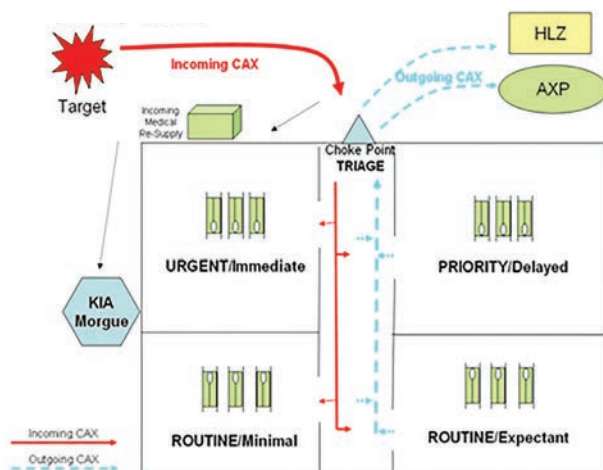 HLZ
Incoming CAX
Target
Outgoing CAX
AXP
Incoming
Medical
Re-Supply
Choke Point
TRIAGE
URGENT/Immediate
PRIORITY/Delayed
KIA
Morgue
ROUTINE/Minimal
ROUTINE/Expectant
Incoming CAX
Outgoing CAX